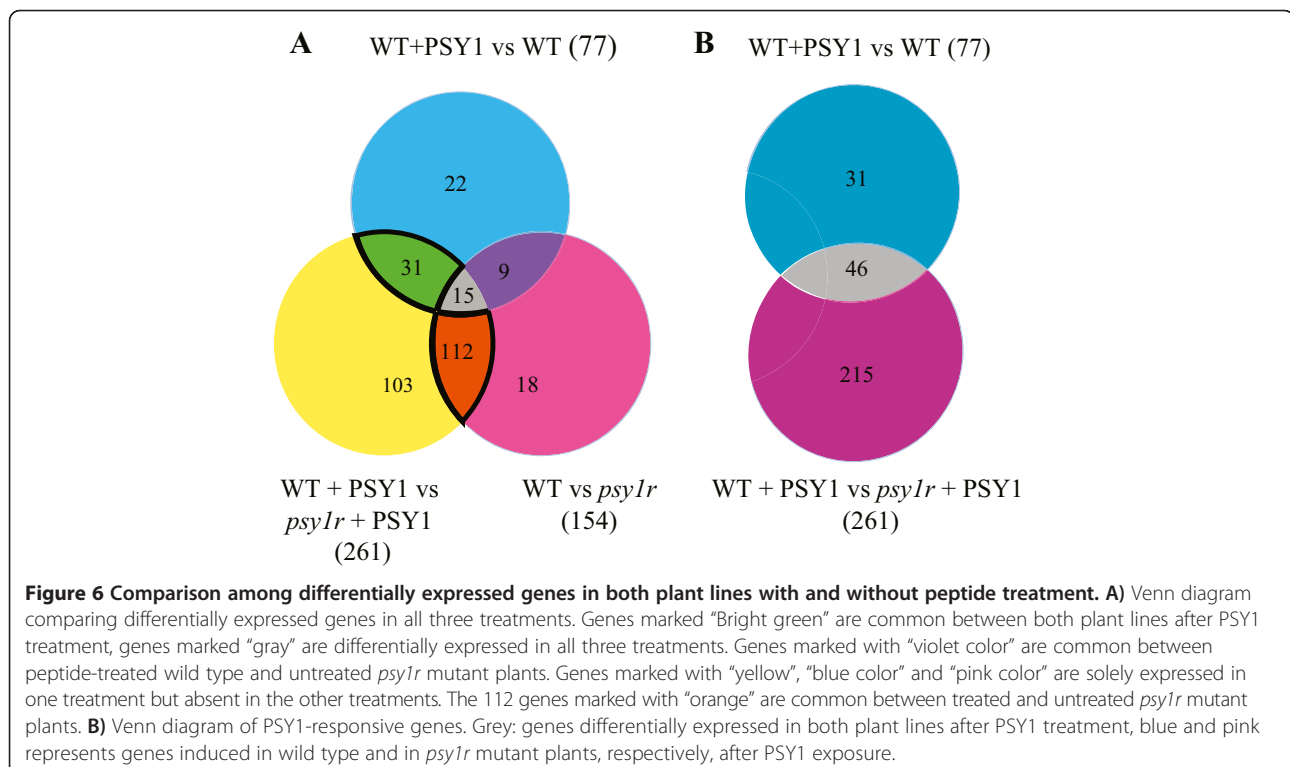 A WT+PSY1 vs WT (77)
B WT+PSY1 vs WT (77)
22
31
9
15
112
103
18
31
46
215
WT + PSY1 vs
psy1r + PSY1
(261)
WT vs psy1r
(154)
WT + PSY1 vs psy1r + PSY1
(261)
Figure 6 Comparison among differentially expressed genes in both plant lines with and without peptide treatment. A) Venn diagram
comparing differentially expressed genes in all three treatments. Genes marked “Bright green” are common between both plant lines after PSY1
treatment, genes marked “gray” are differentially expressed in all three treatments. Genes marked with “violet color” are common between
peptide-treated wild type and untreated psy1r mutant plants. Genes marked with “yellow”, “blue color” and “pink color” are solely expressed in
one treatment but absent in the other treatments. The 112 genes marked with “orange” are common between treated and untreated psy1r mutant
plants. B) Venn diagram of PSY1-responsive genes. Grey: genes differentially expressed in both plant lines after PSY1 treatment, blue and pink
represents genes induced in wild type and in psy1r mutant plants, respectively, after PSY1 exposure.